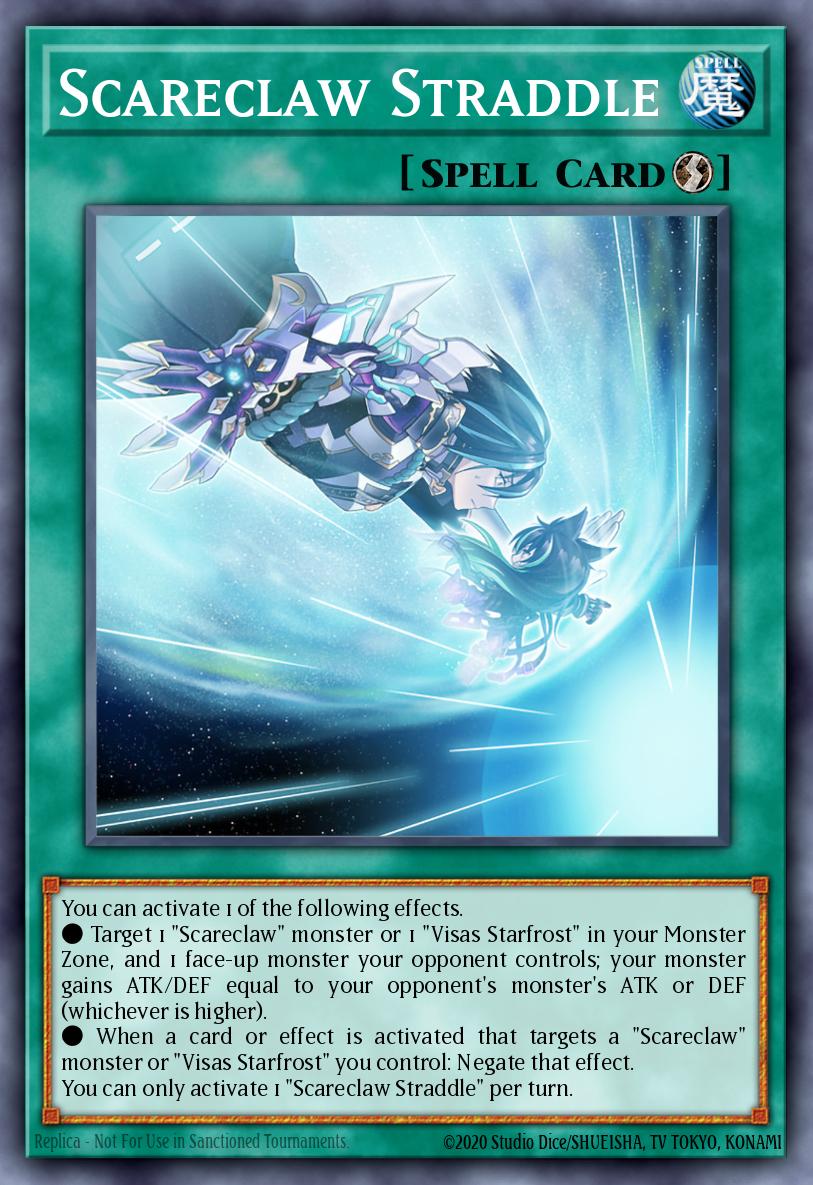 Scareclaw Straddle
SPELL
魔
[Spell Card]
You can activate 1 of the following effects.
● Target 1 "Scareclaw" monster or 1 "Visas Starfrost" in your Monster
Zone, and 1 face-up monster your opponent controls; your monster
gains ATK/DEF equal to your opponent's monster's ATK or DEF
(whichever is higher).
● When a card or effect is activated that targets a "Scareclaw"
monster or "Visas Starfrost" you control: Negate that effect.
You can only activate 1 "Scareclaw Straddle" per turn.
Replica - Not For Use in Sanctioned Tournaments.
©2020 Studio Dice/SHUEISHA, TV TOKYO, KONAMI